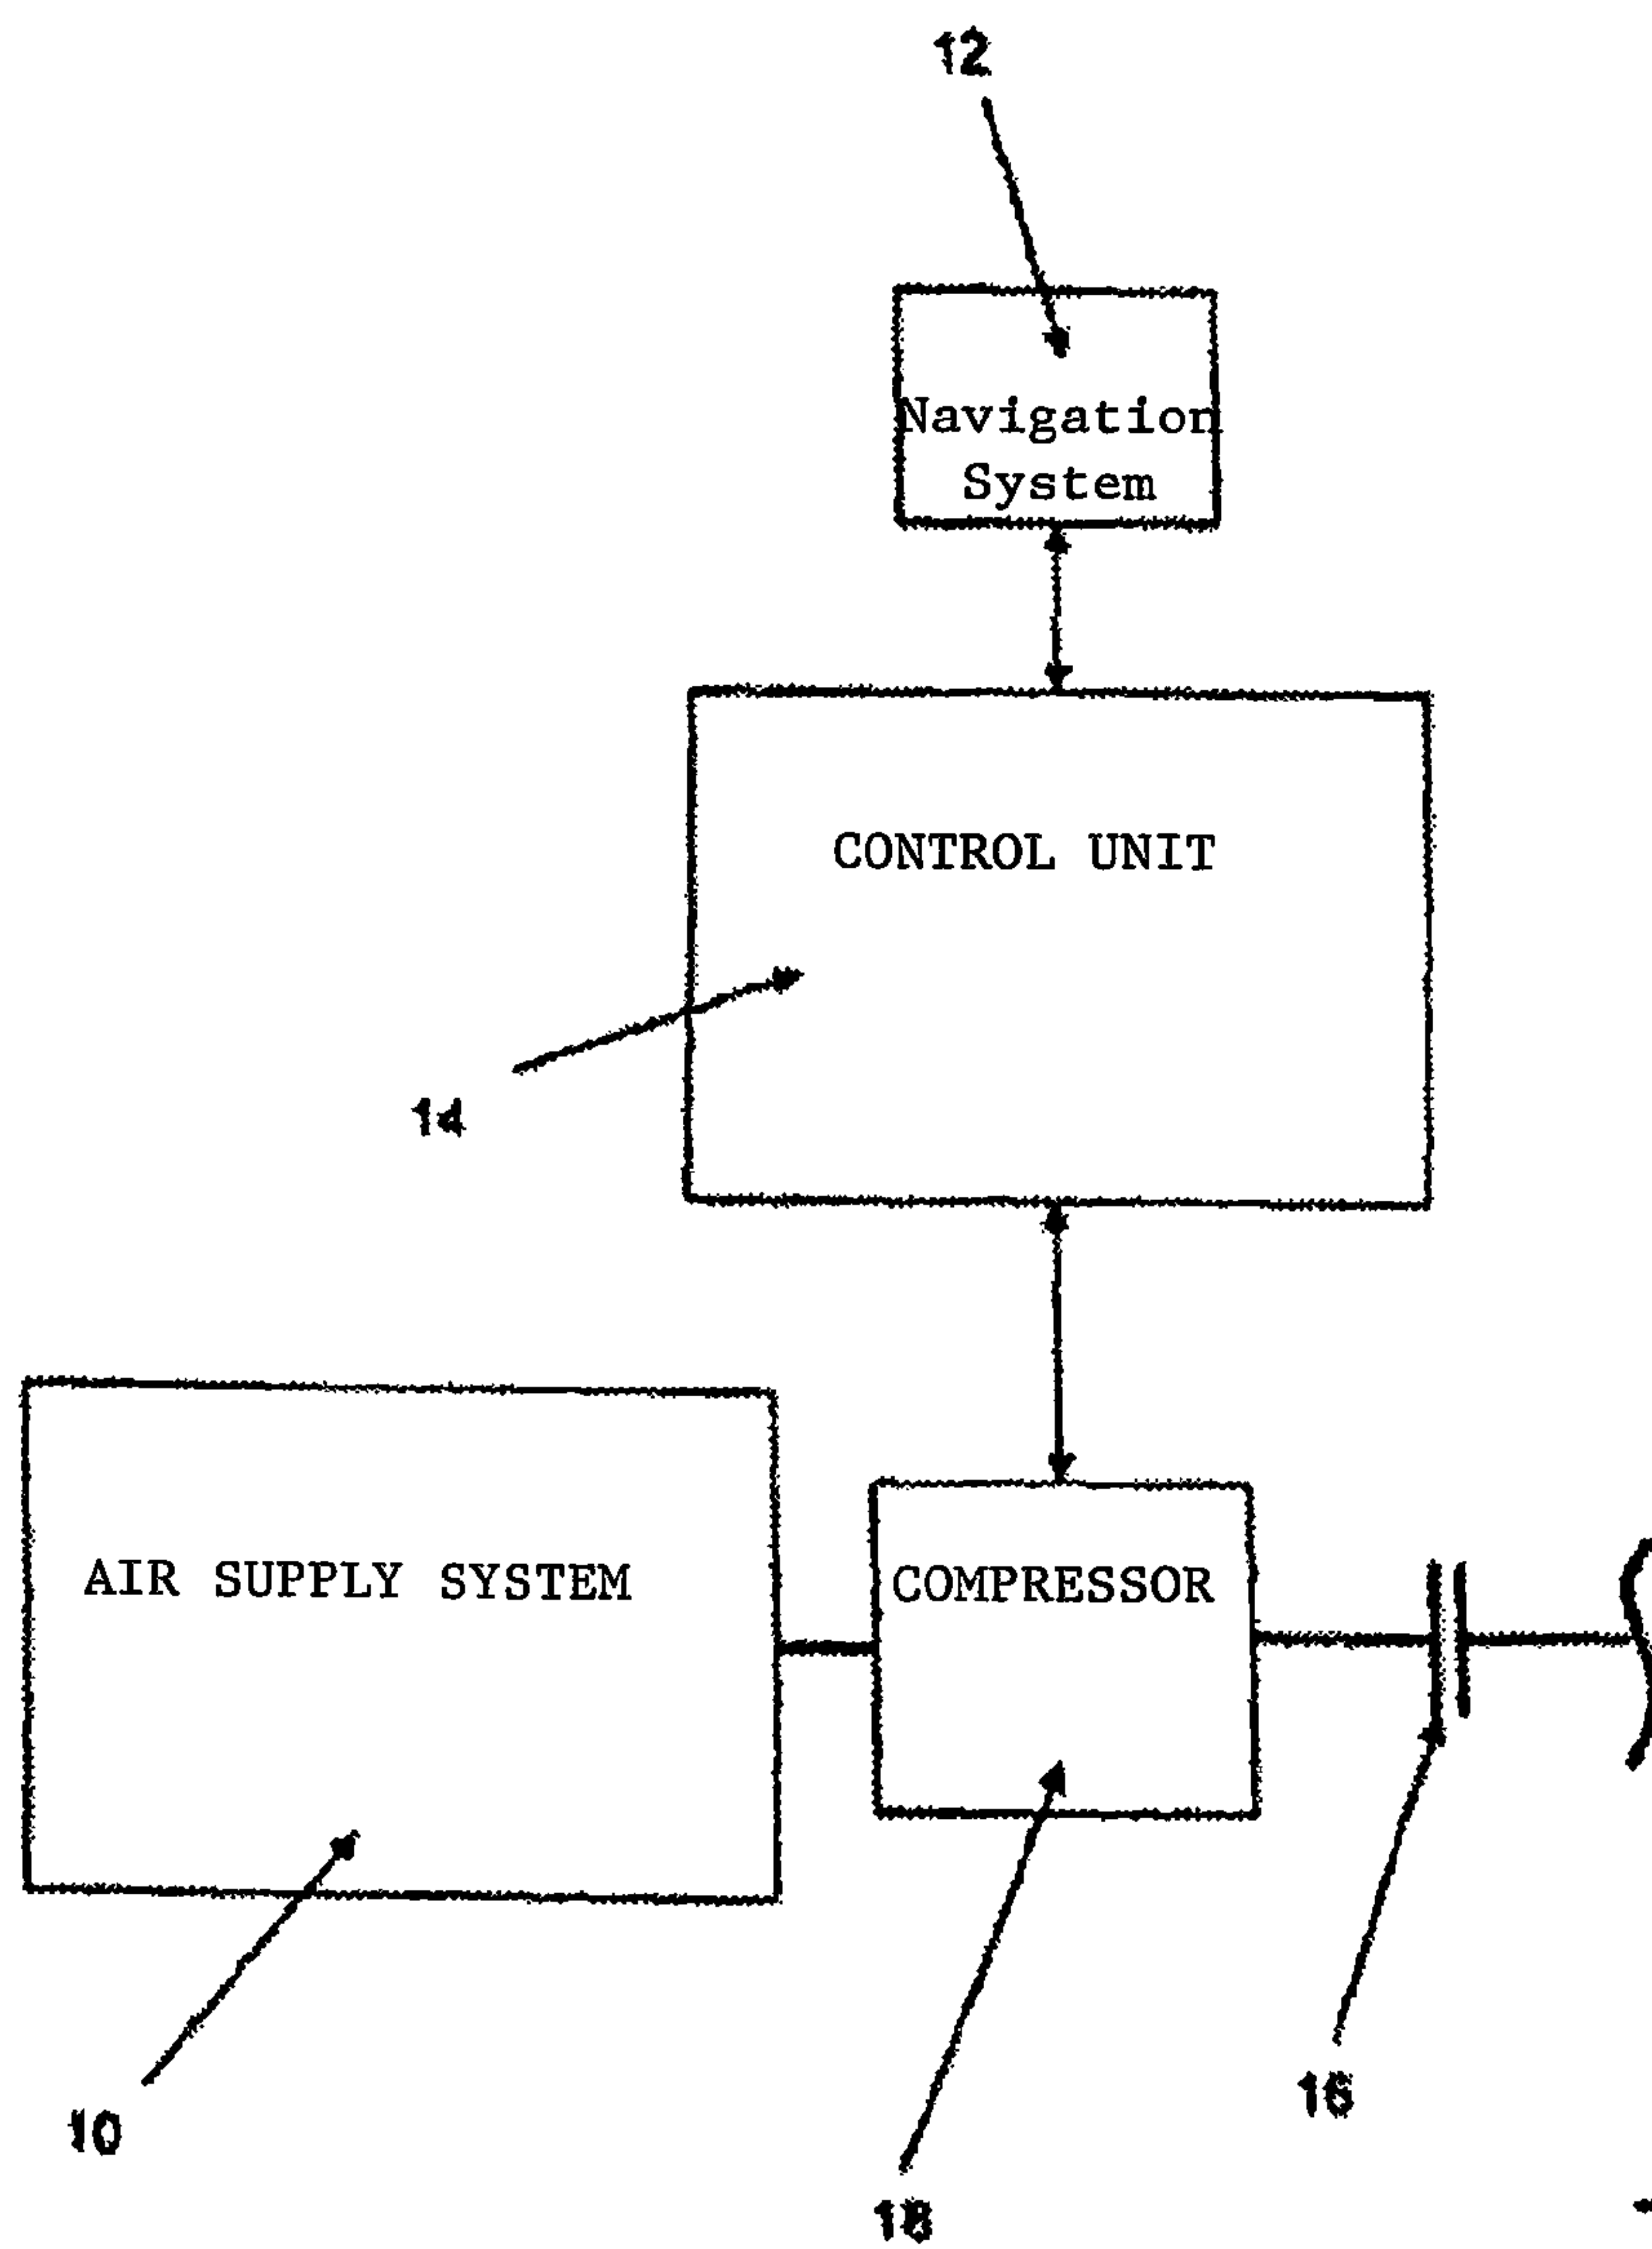 12
Navigation
System
CONTROL UNIT
14
AIR SUPPLY SYSTEM
COMPRESSOR
16
10
18